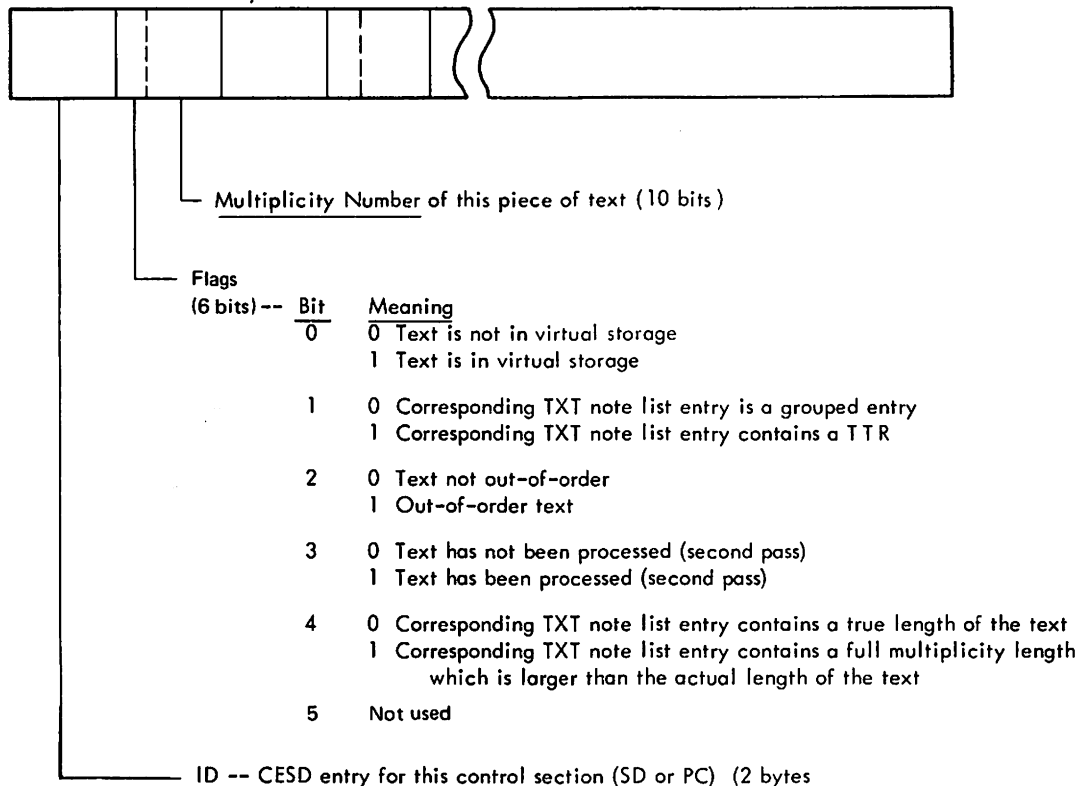 Multiplicity Number of this piece of text (10 bits)
Flags
(6 bits) -- Bit Meaning
0 0 Text is not in virtual storage
1 Text is in virtual storage
1 0 Corresponding TXT note list entry is a grouped entry
1 Corresponding TXT note list entry contains a TTR
2 0 Text not out-of-order
1 Out-of-order text
3 0 Text has not been processed (second pass)
1 Text has been processed (second pass)
4 0 Corresponding TXT note list entry contains a true length of the text
1 Corresponding TXT note list entry contains a full multiplicity length
which is larger than the actual length of the text
5 Not used
ID -- CESD entry for this control section (SD or PC) (2 bytes